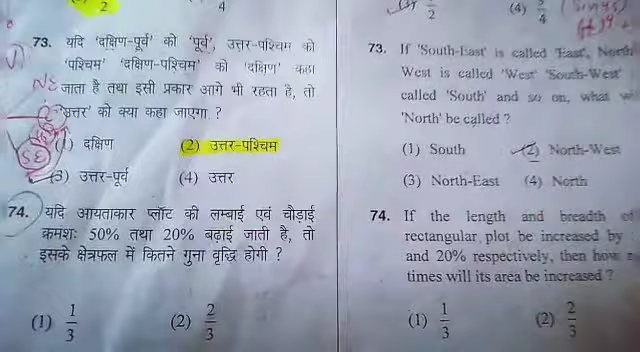 2
4
73. यदि 'दक्षिण-पूर्व' को 'पूर्व', उत्तर-पश्चिम को
'पश्चिम' 'दक्षिण-पश्चिम' को 'दक्षिण' कहा
जाता है तथा इसी प्रकार आगे भी रहता है, तो
'उत्तर' को क्या कहा जाएगा ?
(1) दक्षिण (2) उत्तर-पश्चिम
(3) उत्तर-पूर्व (4) उत्तर
74. यदि आयताकार प्लॉट की लम्बाई एवं चौड़ाई
क्रमशः 50% तथा 20% बढ़ाई जाती है, तो
इसके क्षेत्रफल में कितने गुना वृद्धि होगी ?
(1) 1/3 (2) 2/3
(3) 2 (4) 3/4
73. If 'South-East' is called 'East', North
West is called 'West' 'South-West'
called 'South' and so on, what
'North' be called ?
(1) South (2) North-West
(3) North-East (4) North
74. If the length and breadth of
rectangular plot be increased by
and 20% respectively, then how
times will its area be increased ?
(1) 1/3 (2) 2/3